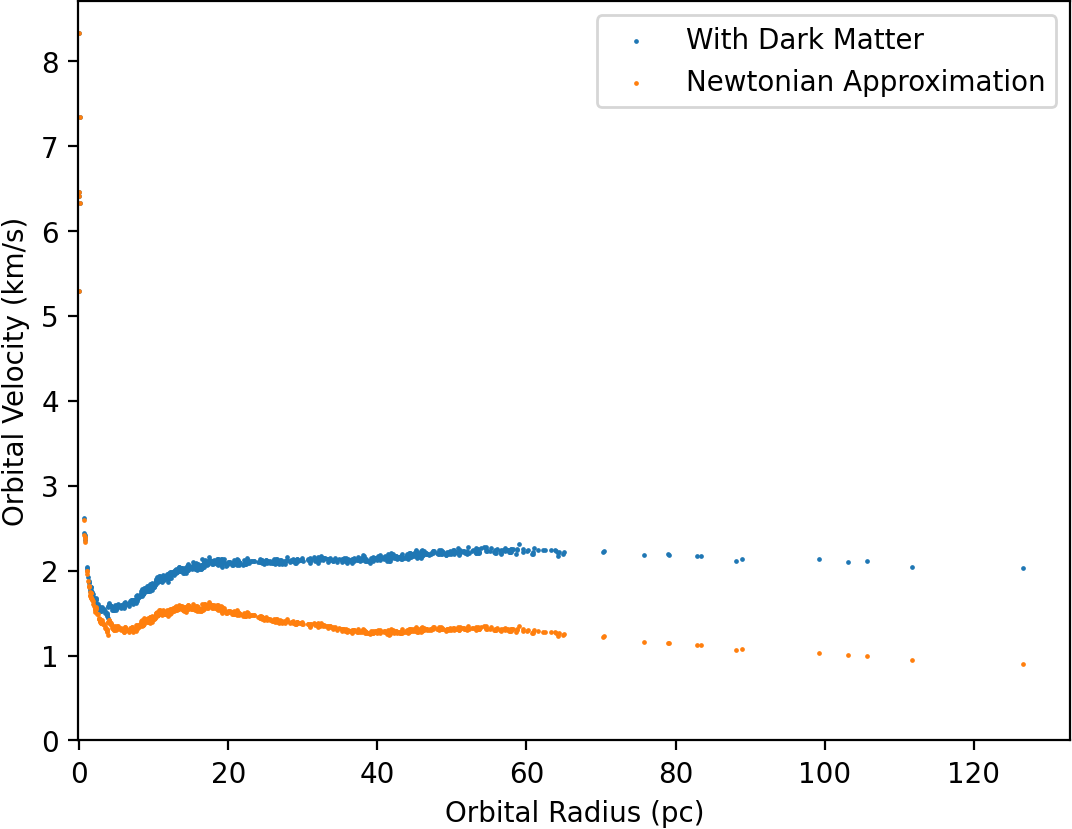 With Dark Matter
Newtonian Approximation
8
7
6
5
4
3
2
1
0
Orbital Velocity (km/s)
0 20 40 60 80 100 120
Orbital Radius (pc)